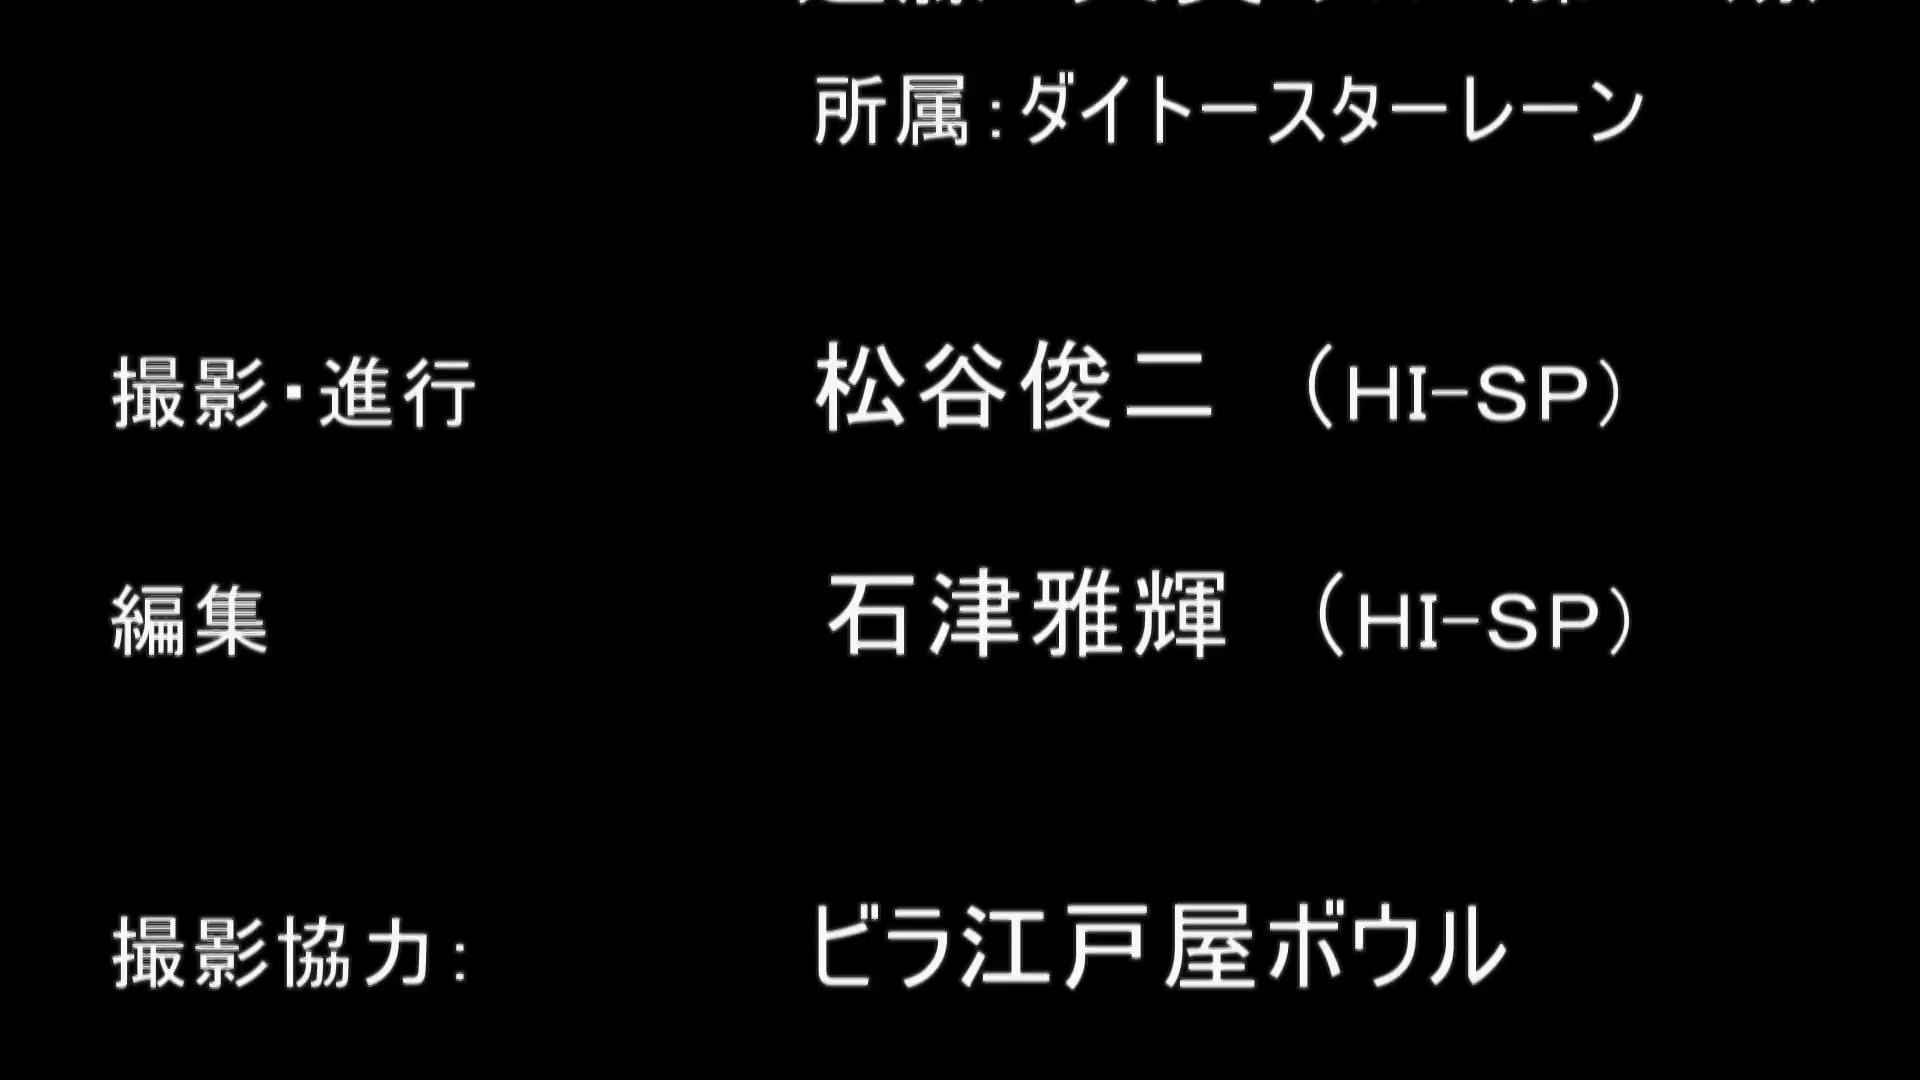 所属:ダイトースターレーン
撮影・進行 松谷俊二 (HI-SP)
編集 石津雅輝 (HI-SP)
撮影協力: ビラ江戸屋ボウル